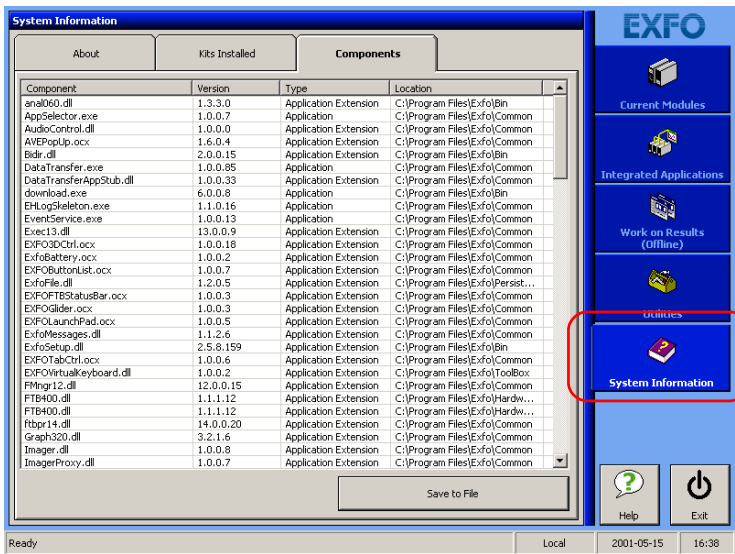 System Information
EXFO
About Kits Installed Components
Component Version Type Location
anal060.dll 1.3.3.0 Application Extension C:\Program Files\Exfo\Bin
AppSelector.exe 1.0.0.7 Application C:\Program Files\Exfo\Common
AudioControl.dll 1.0.0.0 Application Extension C:\Program Files\Exfo\Common
AVEPopUp.ocx 1.6.0.4 Application Extension C:\Program Files\Exfo\Common
Bidir.dll 2.0.0.15 Application Extension C:\Program Files\Exfo\Bin
DataTransfer.exe 1.0.0.85 Application C:\Program Files\Exfo\Common
DataTransferAppStub.dll 1.0.0.33 Application Extension C:\Program Files\Exfo\Common
download.exe 6.0.0.8 Application C:\Program Files\Exfo\Bin
EHLogSkeleton.exe 1.1.0.16 Application C:\Program Files\Exfo\Common
EventService.exe 1.0.0.13 Application C:\Program Files\Exfo\Common
Exec13.dll 13.0.0.9 Application Extension C:\Program Files\Exfo\Common
EXFO3DCtrl.ocx 1.0.0.18 Application Extension C:\Program Files\Exfo\Common
ExfoBattery.ocx 1.0.0.2 Application Extension C:\Program Files\Exfo\Common
EXFOButtonList.ocx 1.0.0.7 Application Extension C:\Program Files\Exfo\Common
ExfoFile.dll 1.2.0.5 Application Extension C:\Program Files\Exfo\Persist...
EXFOFTBStatusBar.ocx 1.0.0.3 Application Extension C:\Program Files\Exfo\Common
EXFOGlider.ocx 1.0.0.3 Application Extension C:\Program Files\Exfo\Common
EXFOLaunchPad.ocx 1.0.0.5 Application Extension C:\Program Files\Exfo\Common
ExfoMessages.dll 1.1.2.6 Application Extension C:\Program Files\Exfo\Common
ExfoSetup.dll 2.5.8.159 Application Extension C:\Program Files\Exfo\Bin
EXFOTabCtrl.ocx 1.0.0.6 Application Extension C:\Program Files\Exfo\Common
EXFOVirtualKeyboard.dll 1.0.0.2 Application Extension C:\Program Files\Exfo\ToolBox
FMngr12.dll 12.0.0.15 Application Extension C:\Program Files\Exfo\Common
FTB400.dll 1.1.1.12 Application Extension C:\Program Files\Exfo\Hardw...
FTB400.dll 1.1.1.12 Application Extension C:\Program Files\Exfo\Hardw...
ftbpr14.dll 14.0.0.20 Application Extension C:\Program Files\Exfo\Common
Graph320.dll 3.2.1.6 Application Extension C:\Program Files\Exfo\Common
Imager.dll 1.0.0.8 Application Extension C:\Program Files\Exfo\Common
ImagerProxy.dll 1.0.0.7 Application Extension C:\Program Files\Exfo\Common
Save to File
Current Modules
Integrated Applications
Work on Results
(Offline)
Utilities
System Information
Help Exit
Ready Local 2001-05-15 16:38